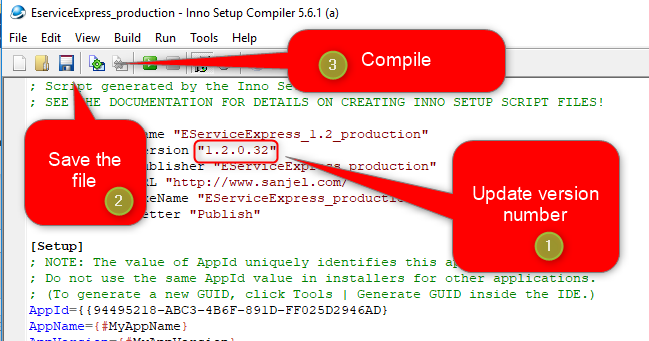 EserviceExpress_production - Inno Setup Compiler 5.6.1 (a)
File Edit View Build Run Tools Help
3 Compile
; Script generated by the Inno Se
; SEE THE DOCUMENTATION FOR DETAILS ON CREATING INNO SETUP SCRIPT FILES!
ame "EServiceExpress_1.2_production"
ersion "1.2.0.32"
ublisher "EServiceExpress_production"
RL "http://www.sanjel.com/
xeName "EServiceExpress_productio
etter "Publish"
Save the
file
2
Update version
number
1
[Setup]
; NOTE: The value of AppId uniquely identifies this ap
; Do not use the same AppId value in installers for other applications.
; (To generate a new GUID, click Tools | Generate GUID inside the IDE.)
AppId={{94495218-ABC3-4B6F-891D-FF025D2946AD}
AppName={#MyAppName}
AppVersion={#MyAppVersion}